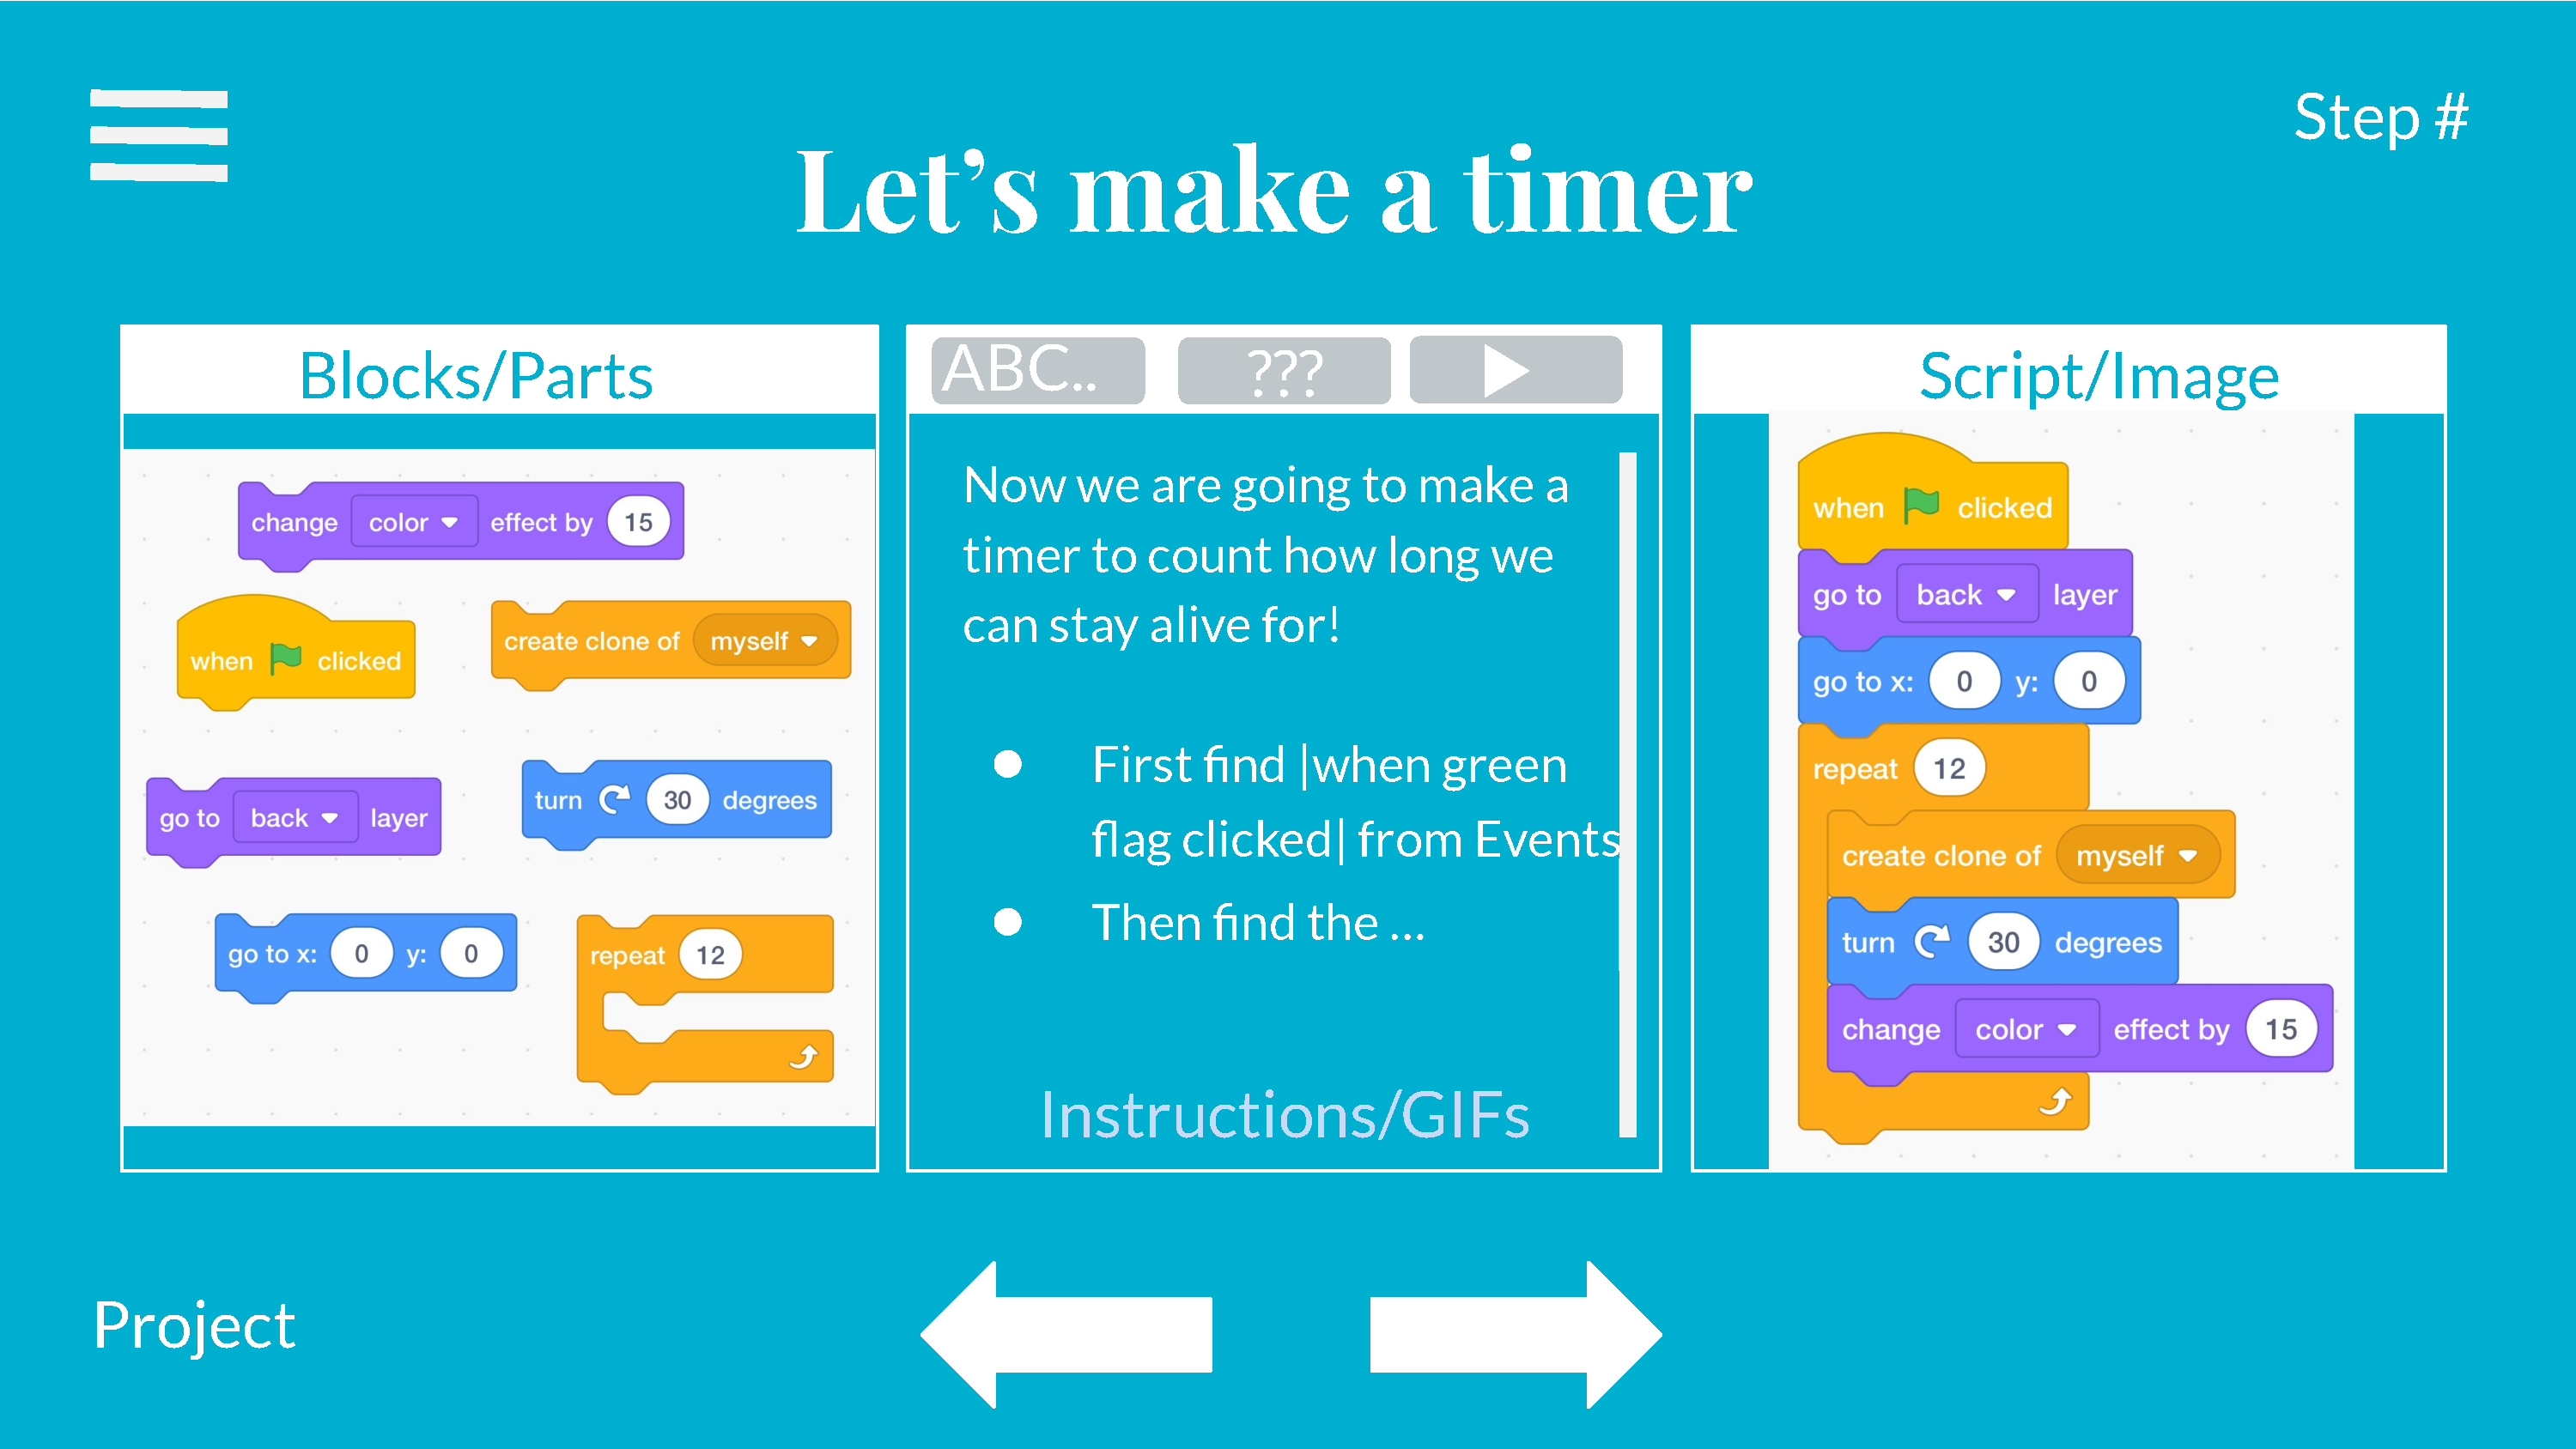 Step #
Let's make a timer
Blocks/Parts
change color effect by 15
when clicked
create clone of myself
go to back layer
turn 30 degrees
go to x: 0 y: 0
repeat 12
ABC..
???
Now we are going to make a
timer to count how long we
can stay alive for!
● First find |when green
flag clicked| from Events
● Then find the ...
Instructions/GIFs
Script/Image
when clicked
go to back layer
go to x: 0 y: 0
repeat 12
create clone of myself
turn 30 degrees
change color effect by 15
Project